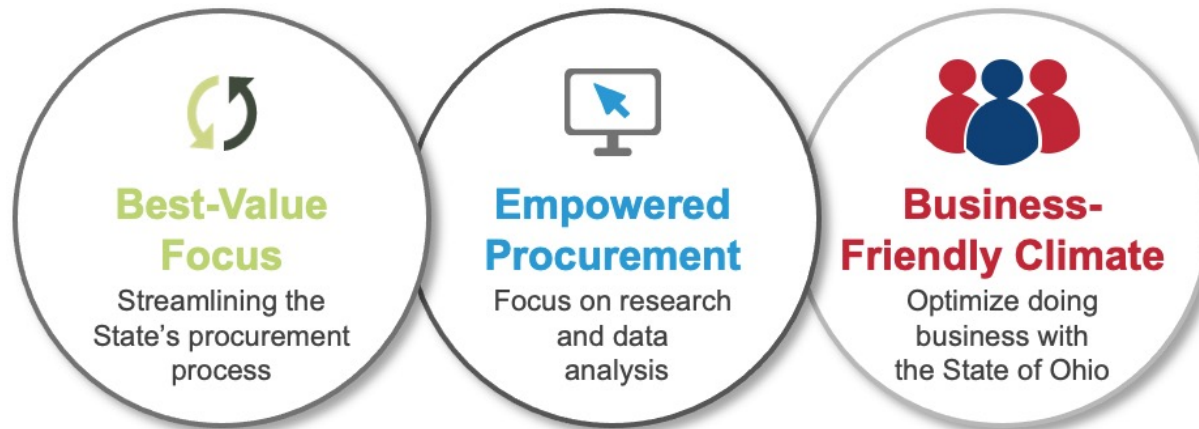 Best-Value
Focus
Streamlining the
State's procurement
process
Empowered
Procurement
Focus on research
and data
analysis
Business-
Friendly Climate
Optimize doing
business with
the State of Ohio